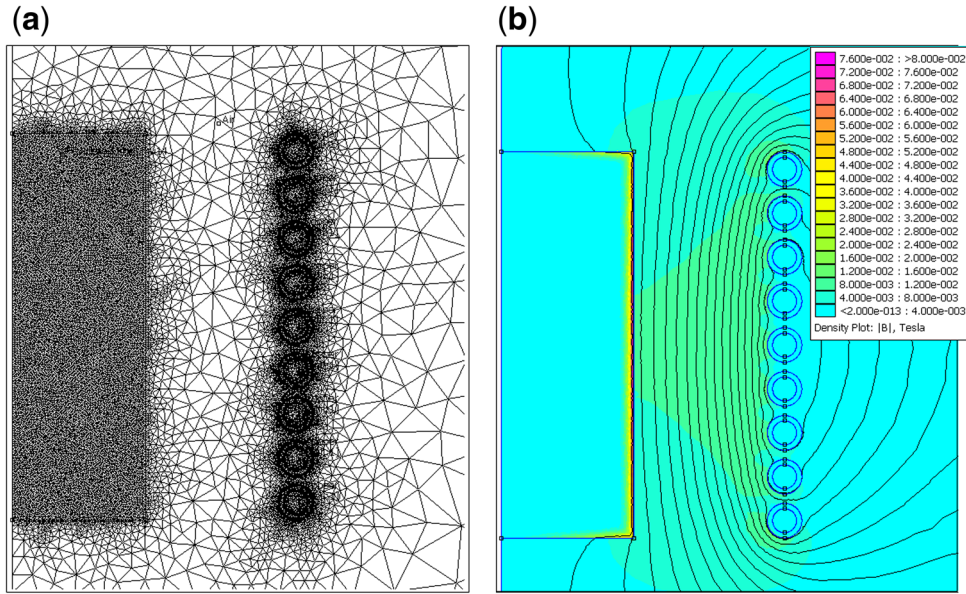 (a)
(b)
Air
7.600e-002 : >8.000e-002
7.200e-002 : 7.600e-002
6.800e-002 : 7.200e-002
6.400e-002 : 6.800e-002
6.000e-002 : 6.400e-002
5.600e-002 : 6.000e-002
5.200e-002 : 5.600e-002
4.800e-002 : 5.200e-002
4.400e-002 : 4.800e-002
4.000e-002 : 4.400e-002
3.600e-002 : 4.000e-002
3.200e-002 : 3.600e-002
2.800e-002 : 3.200e-002
2.400e-002 : 2.800e-002
2.000e-002 : 2.400e-002
1.600e-002 : 2.000e-002
1.200e-002 : 1.600e-002
8.000e-003 : 1.200e-002
4.000e-003 : 8.000e-003
<2.000e-013 : 4.000e-003
Density Plot: |B|, Tesla